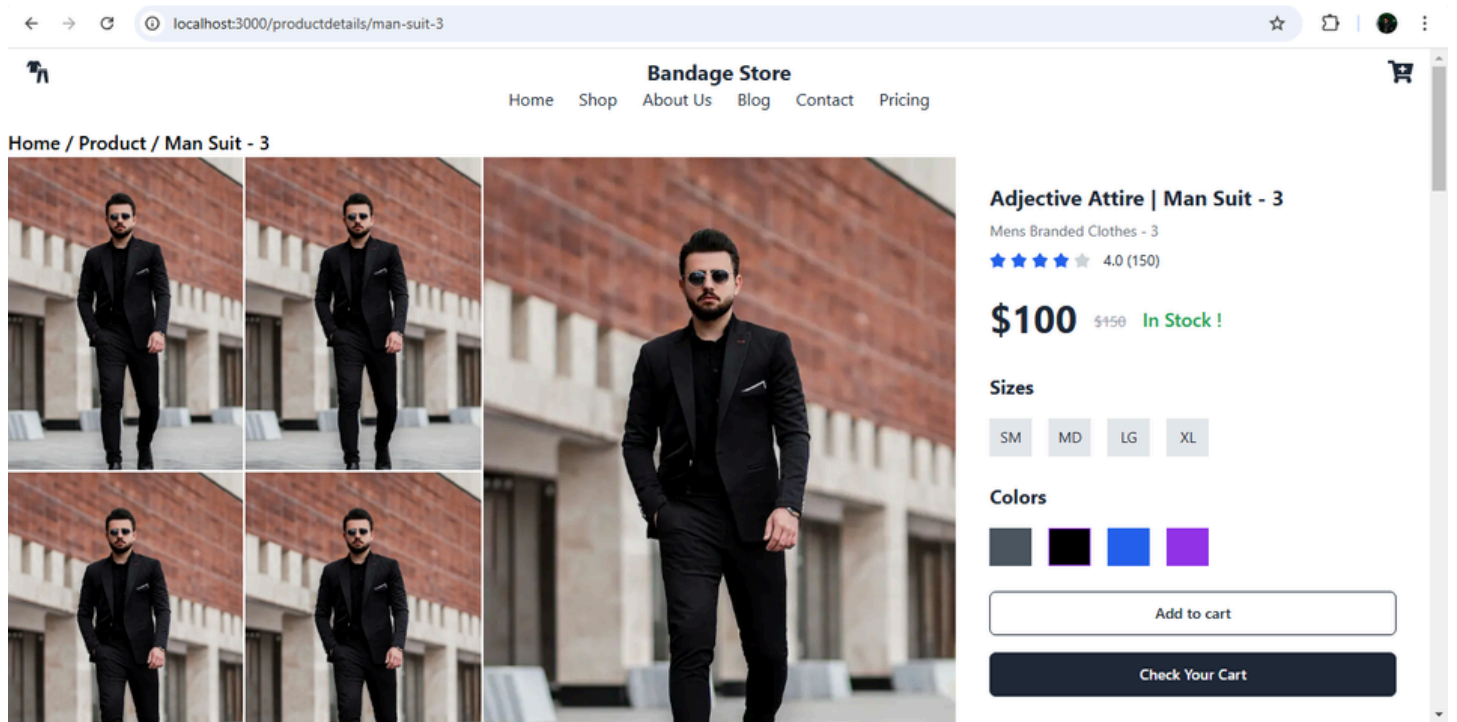 localhost:3000/productdetails/man-suit-3
Bandage Store
Home Shop About Us Blog Contact Pricing
Home / Product / Man Suit - 3
Adjective Attire | Man Suit - 3
Mens Branded Clothes - 3
4.0 (150)
$100 $150 In Stock !
Sizes
SM MD LG XL
Colors
Add to cart
Check Your Cart